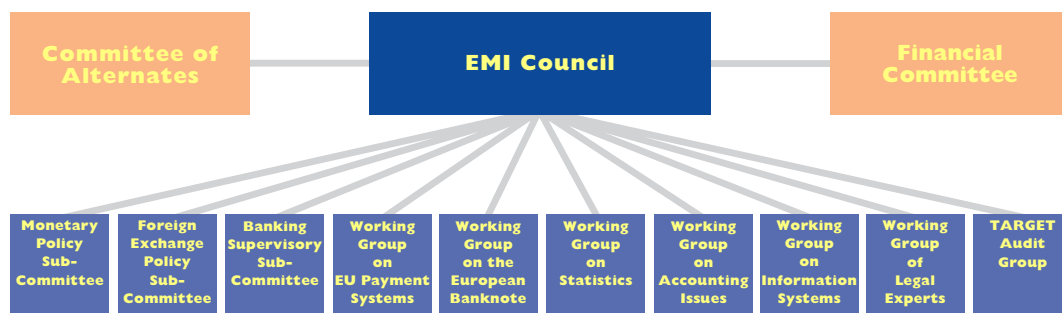 Committee of
Alternates
EMI Council
Financial
Committee
Monetary
Policy
Sub-
Committee
Foreign
Exchange
Policy
Sub-
Committee
Banking
Supervisory
Sub-
Committee
Working
Group
on
EU Payment
Systems
Working
Group
on the
European
Banknote
Working
Group
on
Statistics
Working
Group
on
Accounting
Issues
Working
Group
on
Information
Systems
Working
Group
of
Legal
Experts
TARGET
Audit
Group